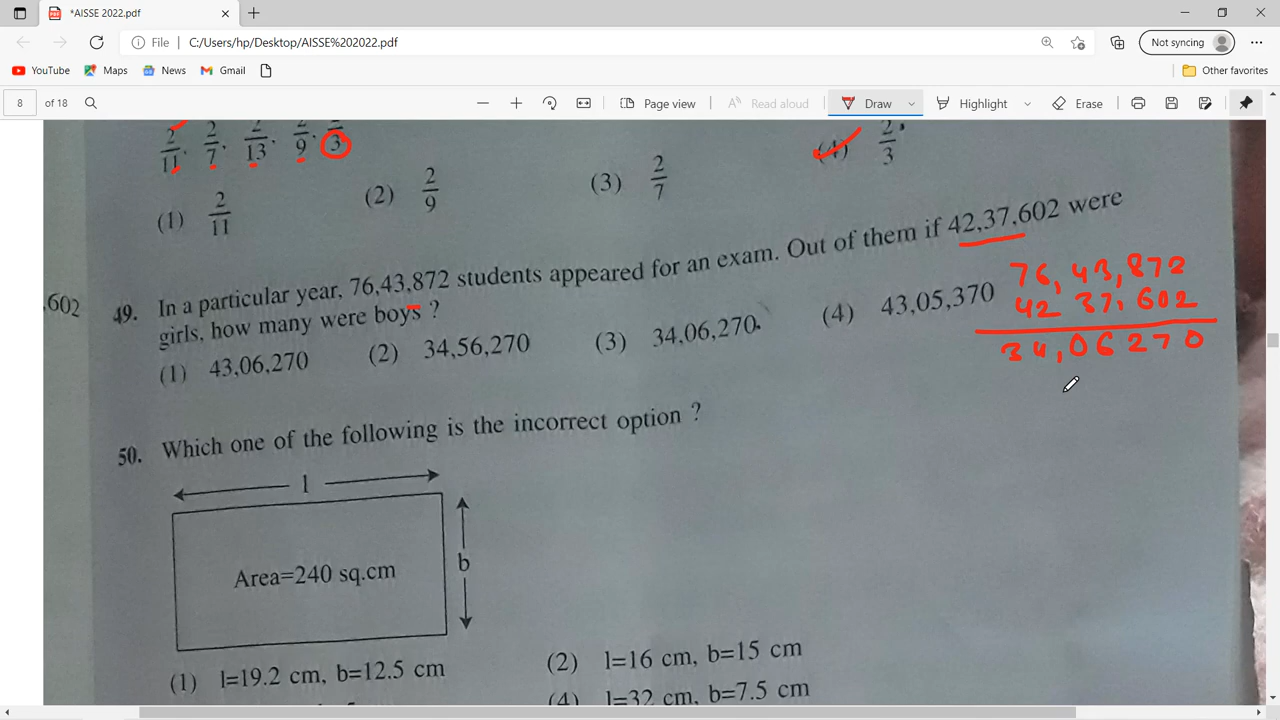 *AISSE 2022.pdf
File C:/Users/hp/Desktop/AISSE%202022.pdf Not syncing
YouTube Maps News Gmail Other favorites
8 of 18 Page view Read aloud Draw Highlight Erase
2/11, 2/7, 2/13, 2/9, 2/3
(1) 2/11 (2) 2/9 (3) 2/7 (4) 2/3
,602
49. In a particular year, 76,43,872 students appeared for an exam. Out of them if 42,37,602 were
girls, how many were boys ?
(1) 43,06,270 (2) 34,56,270 (3) 34,06,270 (4) 43,05,370
76,43,872
42 37,602
34,06270
50. Which one of the following is the incorrect option ?
l
Area=240 sq.cm
b
(1) l=19.2 cm, b=12.5 cm (2) l=16 cm, b=15 cm
(4) l=32 cm, b=7.5 cm